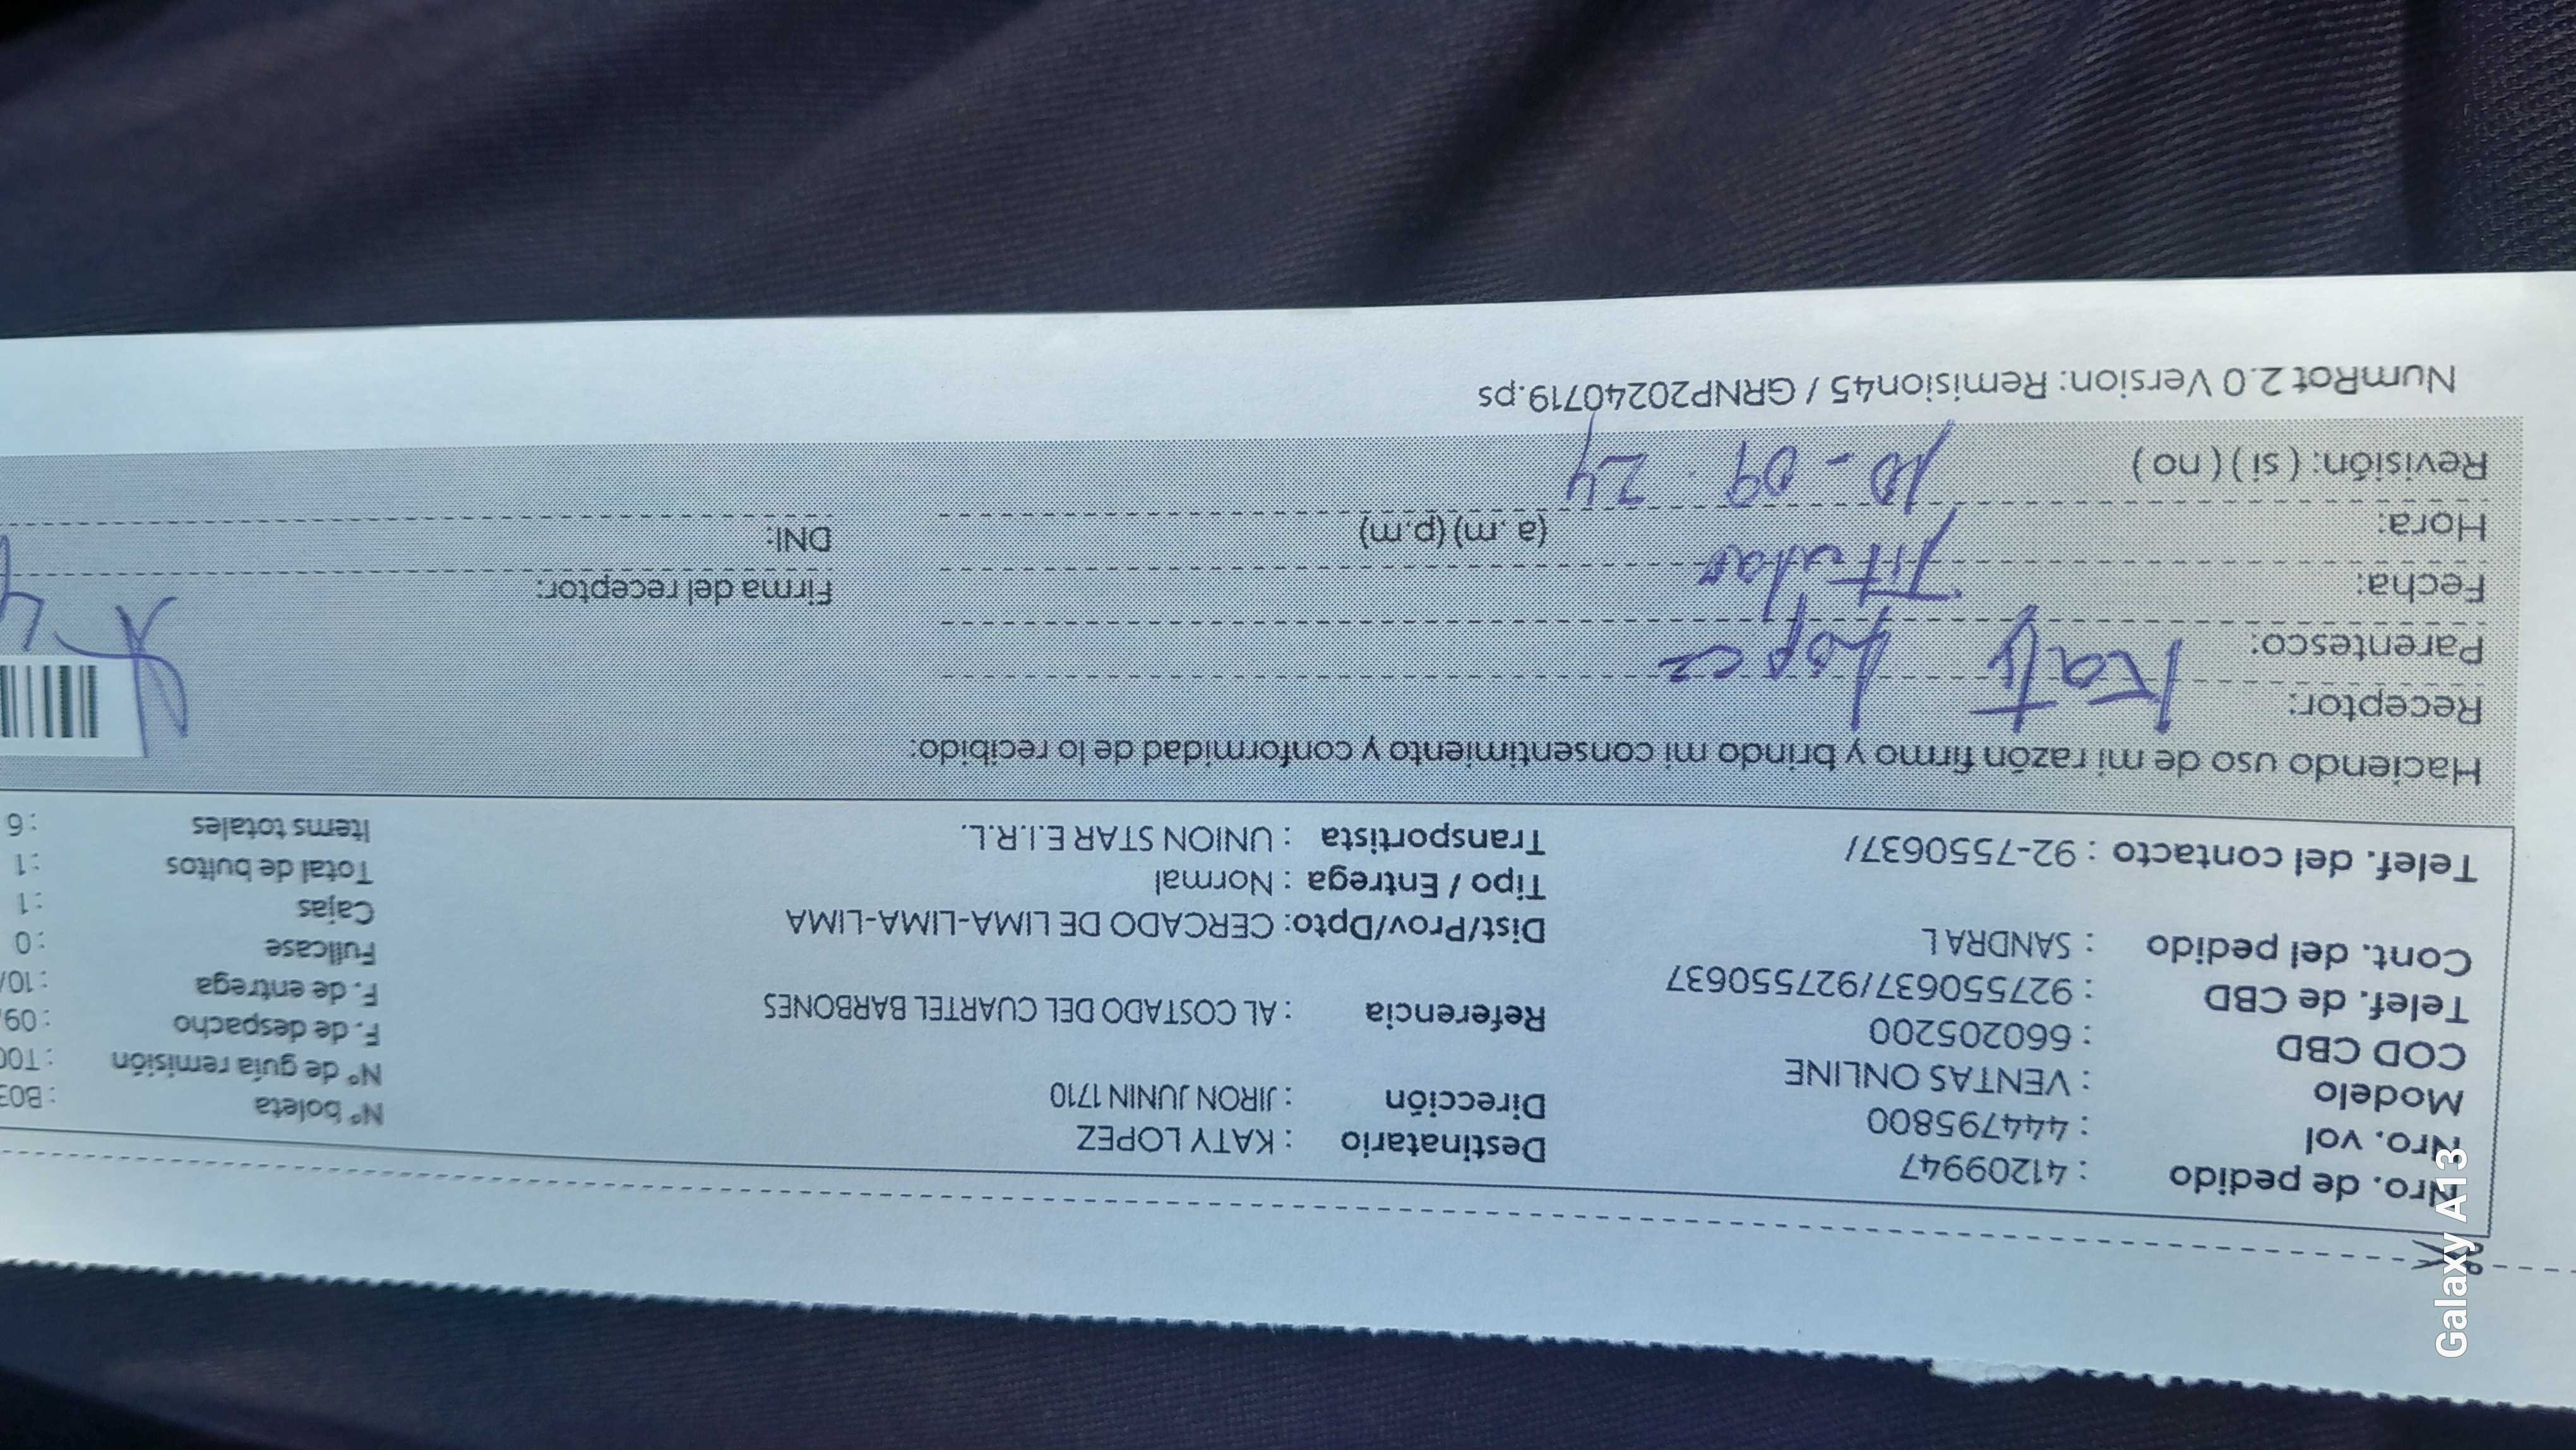 Nro. de pedido : 41209947
Nro. vol : 444795800
Modelo : VENTAS ONLINE
COD CBD : 660205200
Telef. de CBD : 927550637/927550637
Cont. del pedido : SANDRA L
Telef. del contacto : 92-7550637/
Destinatario : KATY LOPEZ
Dirección : JIRON JUNIN 1710
Referencia : AL COSTADO DEL CUARTEL BARBONES
Dist/Prov/Dpto: CERCADO DE LIMA-LIMA-LIMA
Tipo / Entrega : Normal
Transportista : UNION STAR E.I.R.L.
N° boleta : B03
N° de guía remisión : T00
F. de despacho : 09
F. de entrega : 10/
Fullcase : 0
Cajas : 1
Total de bultos : 1
Items totales : 6
Haciendo uso de mi razón firmo y brindo mi consentimiento y conformidad de lo recibido:
Receptor: Katy Lopez
Parentesco: Titular
Fecha: 10-09-24
Hora: (a. m) (p.m)
Revisión: ( si ) ( no )
Firma del receptor:
DNI:
NumRot 2.0 Version: Remision45 / GRNP20240719.ps
Galaxy A13